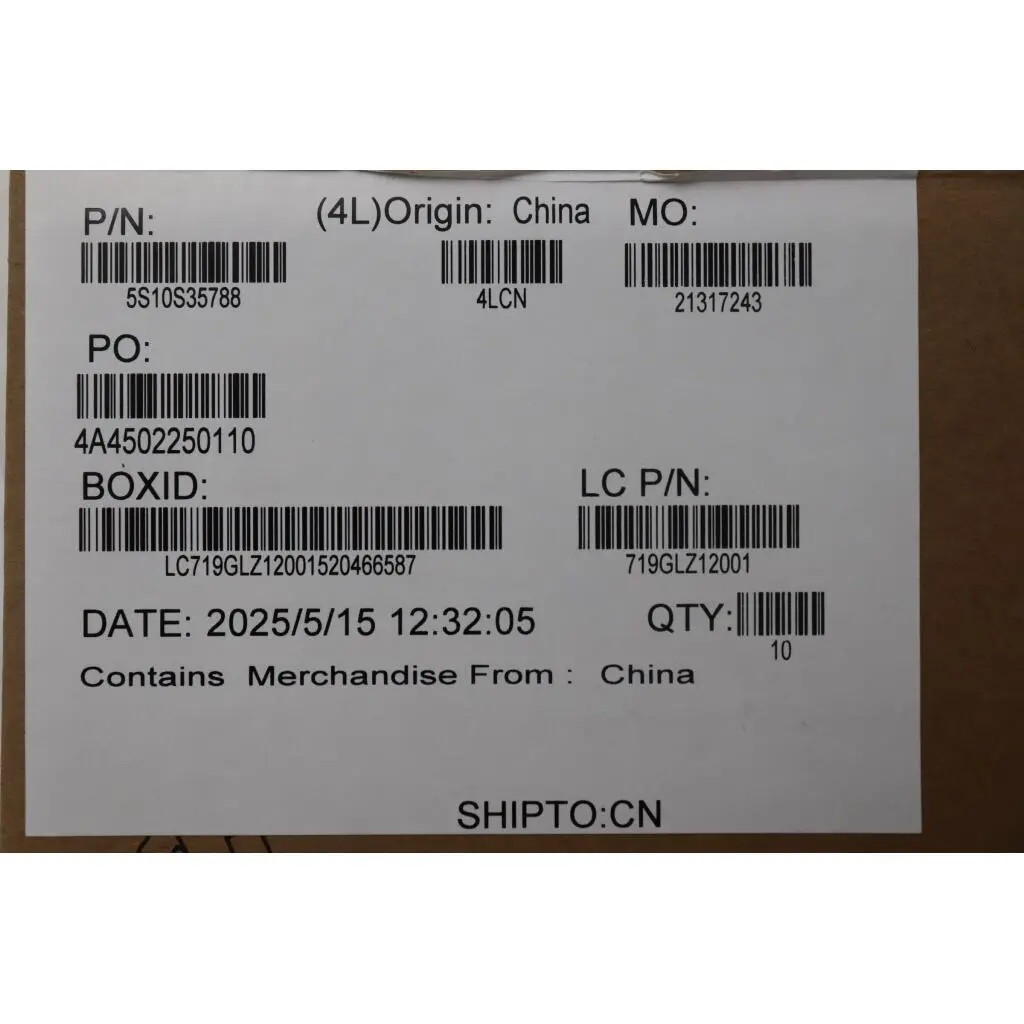 P/N: (4L)Origin: China MO:
5S10S35788 4LCN 21317243
PO:
4A4502250110
BOXID: LC P/N:
LC719GLZ12001520466587 719GLZ12001
DATE: 2025/5/15 12:32:05 QTY:
10
Contains Merchandise From : China
SHIPTO:CN